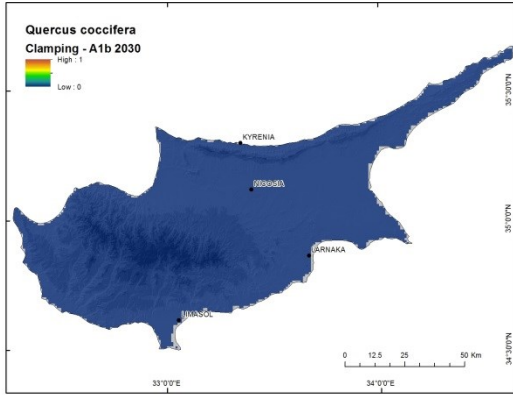 Quercus coccifera
Clamping - A1b 2030
High : 1
Low : 0
KYRENIA
NICOSIA
LARNAKA
LIMASOL
35°30'0"N
35°0'0"N
34°30'0"N
0 12.5 25 50 Km
33°0'0"E 34°0'0"E